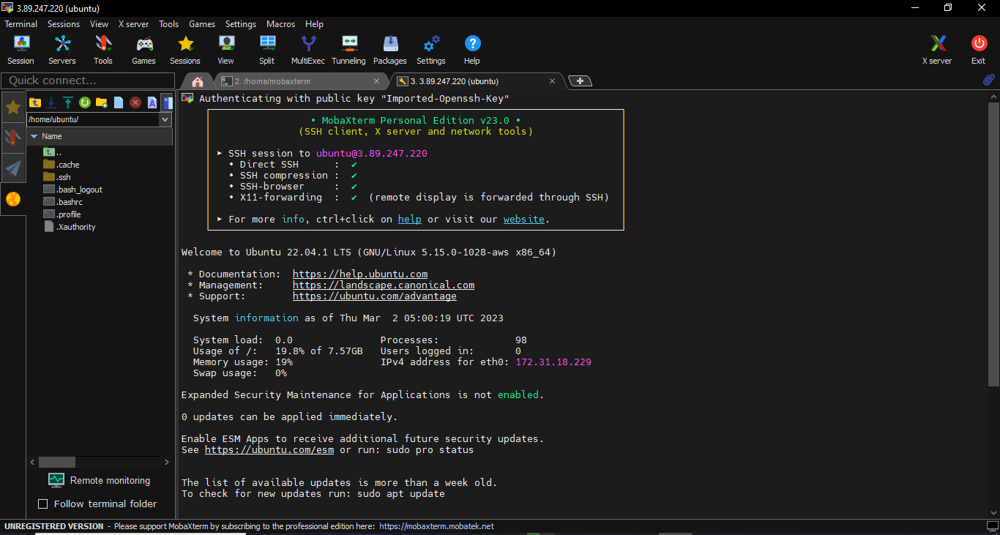 3.89.247.220 (ubuntu)
Terminal Sessions View X server Tools Games Settings Macros Help
Session Servers Tools Games Sessions View Split MultiExec Tunneling Packages Settings Help X server Exit
Quick connect...
2. /home/mobaxterm
3. 3.89.247.220 (ubuntu)
/home/ubuntu/
Name
..
.cache
.ssh
.bash_logout
.bashrc
.profile
.Xauthority
Remote monitoring
Follow terminal folder
Authenticating with public key "Imported-Openssh-Key"
• MobaXterm Personal Edition v23.0 •
(SSH client, X server and network tools)
➤ SSH session to ubuntu@3.89.247.220
• Direct SSH : ✔
• SSH compression : ✔
• SSH-browser : ✔
• X11-forwarding : ✔ (remote display is forwarded through SSH)
➤ For more info, ctrl+click on help or visit our website.
Welcome to Ubuntu 22.04.1 LTS (GNU/Linux 5.15.0-1028-aws x86_64)
* Documentation: https://help.ubuntu.com
* Management: https://landscape.canonical.com
* Support: https://ubuntu.com/advantage
System information as of Thu Mar 2 05:00:19 UTC 2023
System load: 0.0 Processes: 98
Usage of /: 19.8% of 7.57GB Users logged in: 0
Memory usage: 19% IPv4 address for eth0: 172.31.18.229
Swap usage: 0%
Expanded Security Maintenance for Applications is not enabled.
0 updates can be applied immediately.
Enable ESM Apps to receive additional future security updates.
See https://ubuntu.com/esm or run: sudo pro status
The list of available updates is more than a week old.
To check for new updates run: sudo apt update
UNREGISTERED VERSION - Please support MobaXterm by subscribing to the professional edition here: https://mobaxterm.mobatek.net